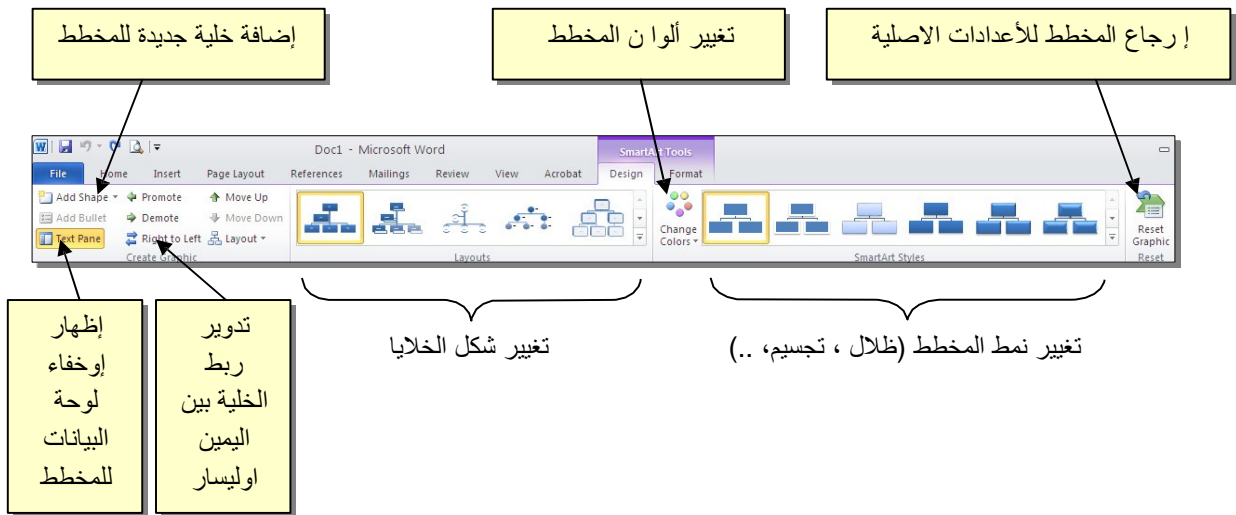 إضافة خلية جديدة للمخطط
تغيير ألوا ن المخطط
إ رجاع المخطط للأعدادات الاصلية
Doc1 - Microsoft Word
SmartArt Tools
File Home Insert Page Layout References Mailings Review View Acrobat Design Format
Add Shape Promote Move Up
Add Bullet Demote Move Down
Text Pane Right to Left Layout
Change
Colors
Reset
Graphic
Create Graphic Layouts SmartArt Styles Reset
إظهار
إوخفاء
لوحة
البيانات
للمخطط
تدوير
ربط
الخلية بين
اليمين
اوليسار
تغيير شكل الخلايا
تغيير نمط المخطط (ظلال ، تجسيم، ..)